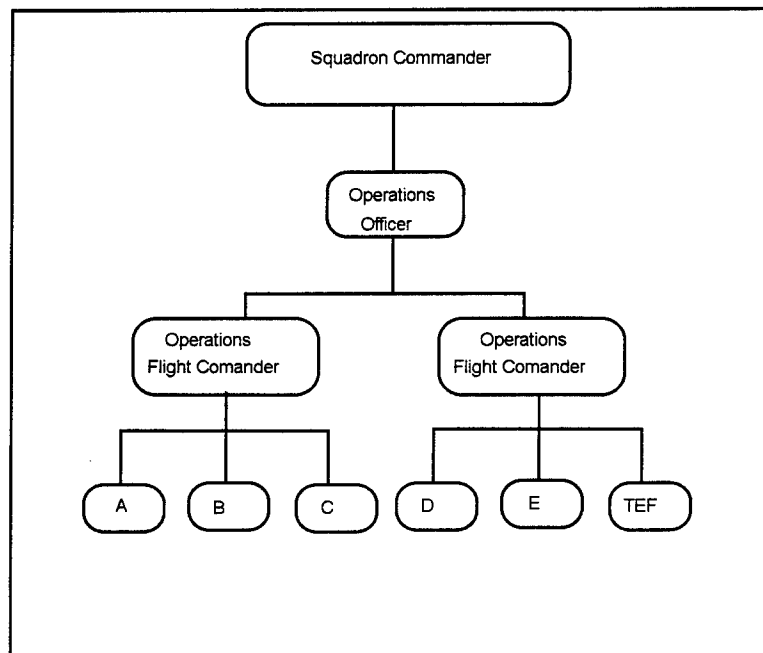 Squadron Commander
Operations
Officer
Operations
Flight Comander
Operations
Flight Comander
A
B
C
D
E
TEF